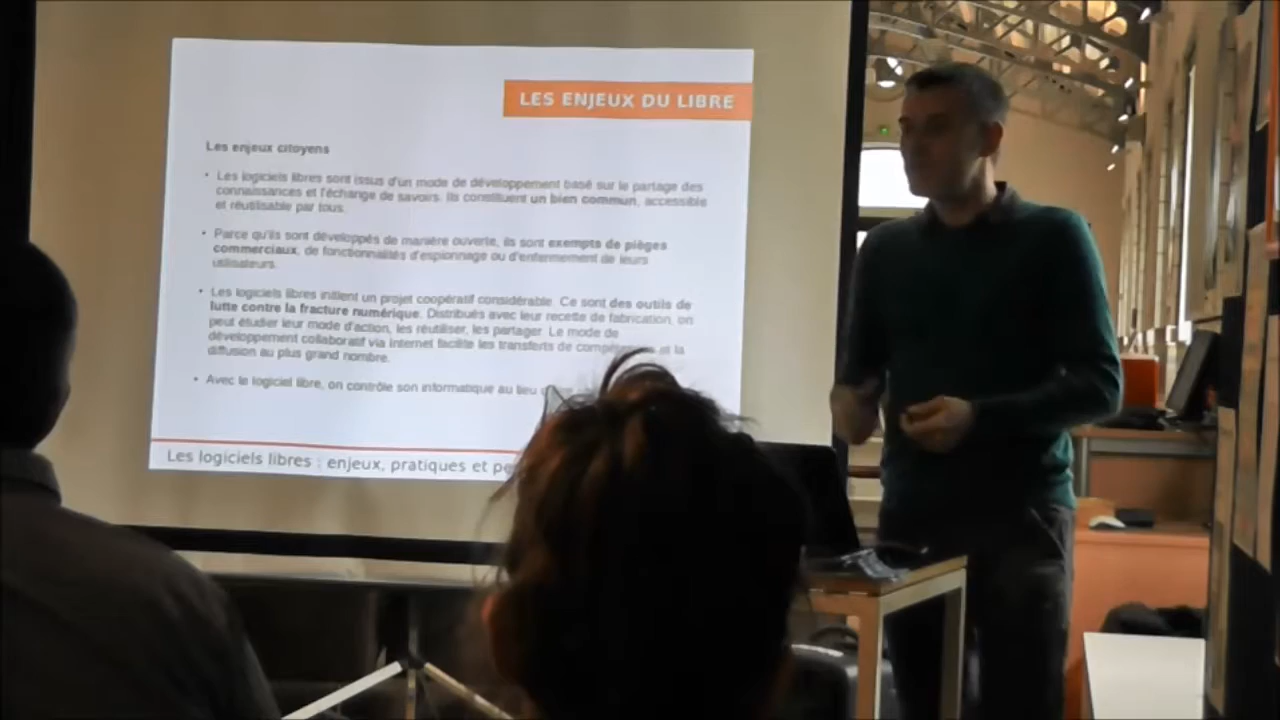 LES ENJEUX DU LIBRE
Les enjeux citoyens
• Les logiciels libres sont issus d'un mode de développement basé sur le partage des
connaissances et l'échange de savoirs. Ils constituent un bien commun, accessible
et réutilisable par tous.
• Parce qu'ils sont développés de manière ouverte, ils sont exempts de pièges
commerciaux, de fonctionnalités d'espionnage ou d'enfermement de leurs
utilisateurs.
• Les logiciels libres initient un projet coopératif considérable. Ce sont des outils de
lutte contre la fracture numérique. Distribués avec leur recette de fabrication, on
peut étudier leur mode d'action, les réutiliser, les partager. Le mode de
développement collaboratif via Internet facilite les transferts de et la
diffusion au plus grand nombre.
• Avec le logiciel libre, on contrôle son informatique au lieu
Les logiciels libres : enjeux, pratiques et